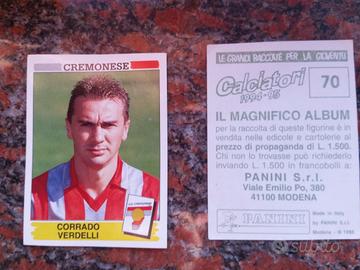 CREMONESE
U.S. CREMONESE
CORRADO
VERDELLI
LE GRANDI RACCOLTE PER LA GIOVENTÙ
Calciatori
1994-95
70
IL MAGNIFICO ALBUM
per la raccolta di queste figurine è in
vendita nelle edicole e cartolerie al
prezzo di propaganda di L. 1.500.
Chi non lo trovasse può richiederlo
inviando L. 1.500 in francobolli a:
PANINI S.r.l.
Viale Emilio Po, 380
41100 MODENA
PANINI
Made in Italy
by PANINI S.r.l.
Modena - © 1995
subito